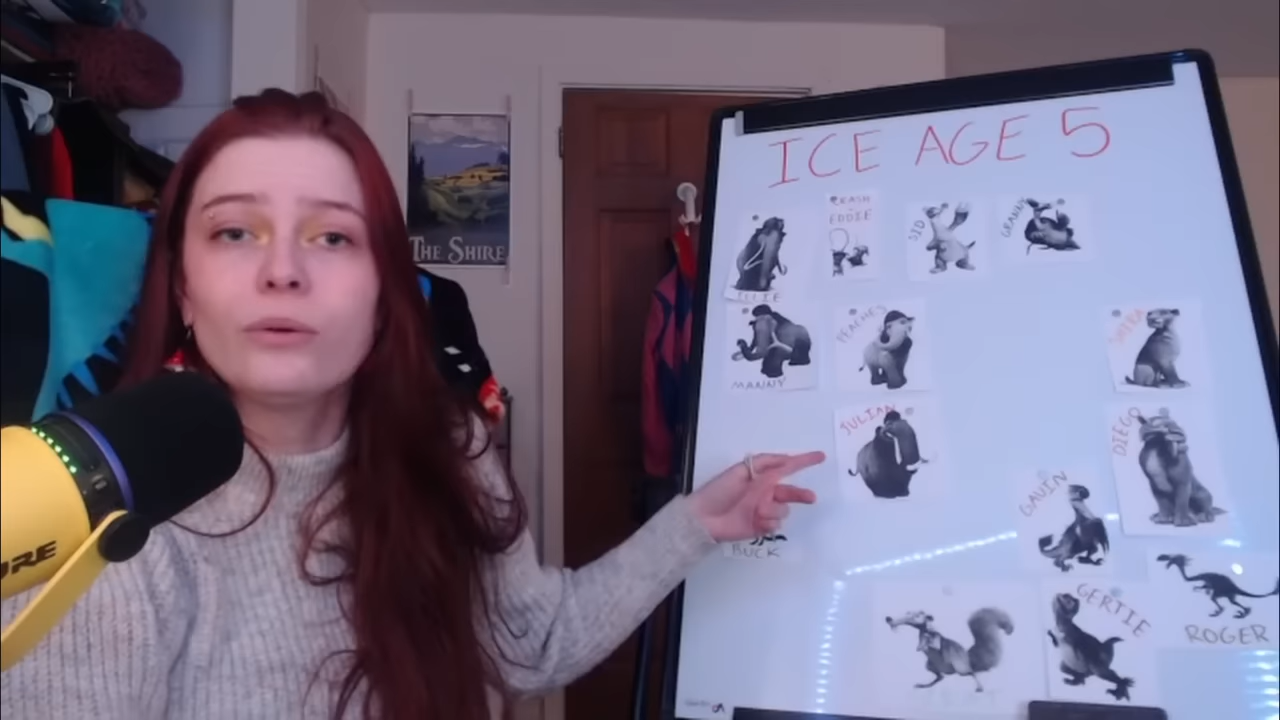 ICE AGE 5
CRASH
+
EDDIE
SID
GRANNY
ELLIE
MANNY
PEACHES
SHIRA
JULIAN
DIEGO
GAVIN
BUCK
GERTIE
ROGER
THE SHIRE
URE